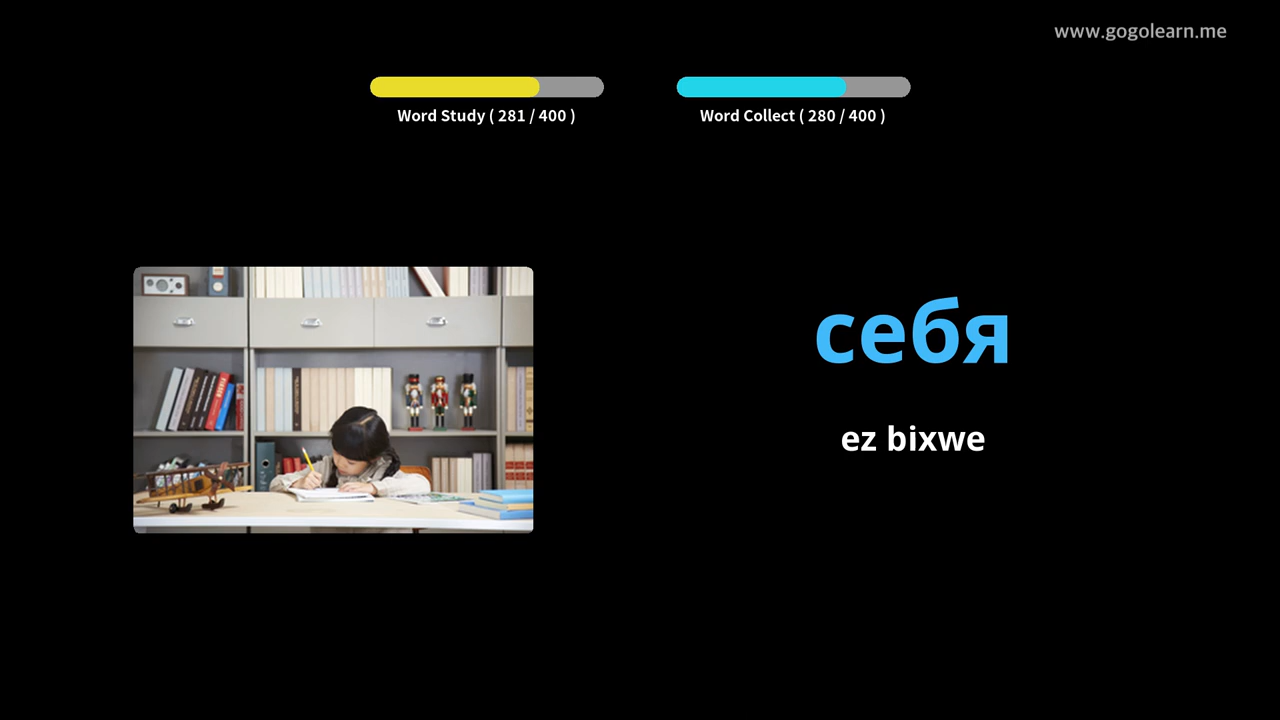 www.gogolearn.me
Word Study ( 281 / 400 )
Word Collect ( 280 / 400 )
себя
ez bixwe